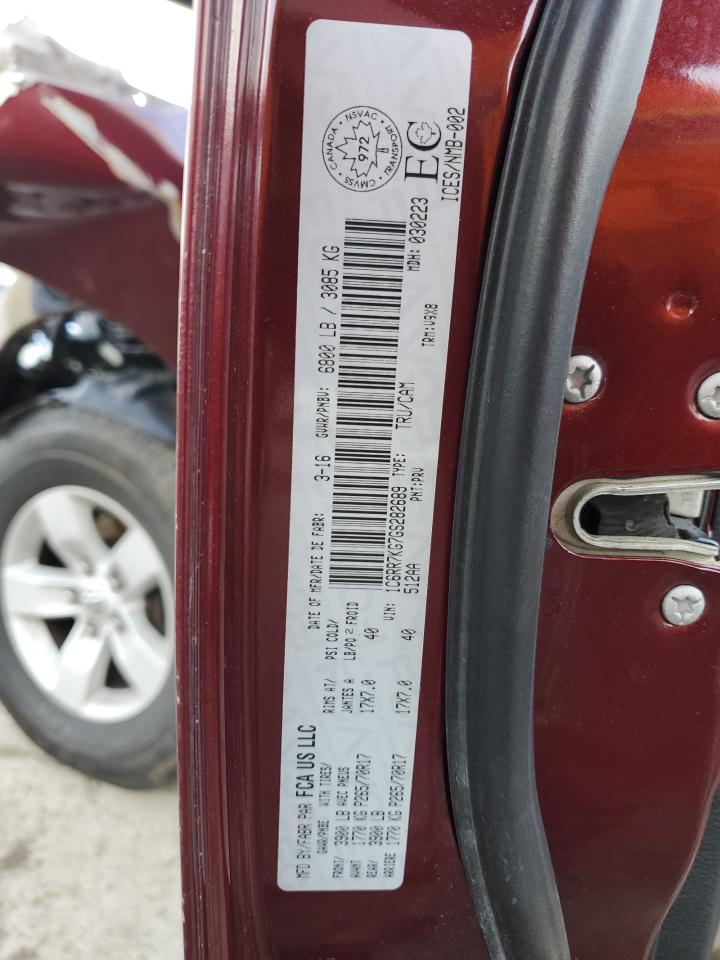 MFD BY/FABR PAR FCA US LLC
DATE OF MFR/DATE DE FABR: 3-16 GVWR/PNBV: 6800 LB / 3085 KG
GAWR/PNBE WITH TIRES/ RIMS AT/ PSI COLD/
FRONT/ 3900 LB AVEC PNEUS JANTES A LB/PO 2 FROID
AVANT 1770 KG P265/70R17 17X7.0 40
REAR/ 3900 LB
ARRIERE 1770 KG P265/70R17 17X7.0 40
VIN: 1C6RR7KG7GS282689 TYPE: TRU/CAM MDH: 030223
512AA PNT:PRV TRM:V9X8
CANADA · NSVAC · TRANSPORT · CMVSS
972
EC
ICES/NMB-002